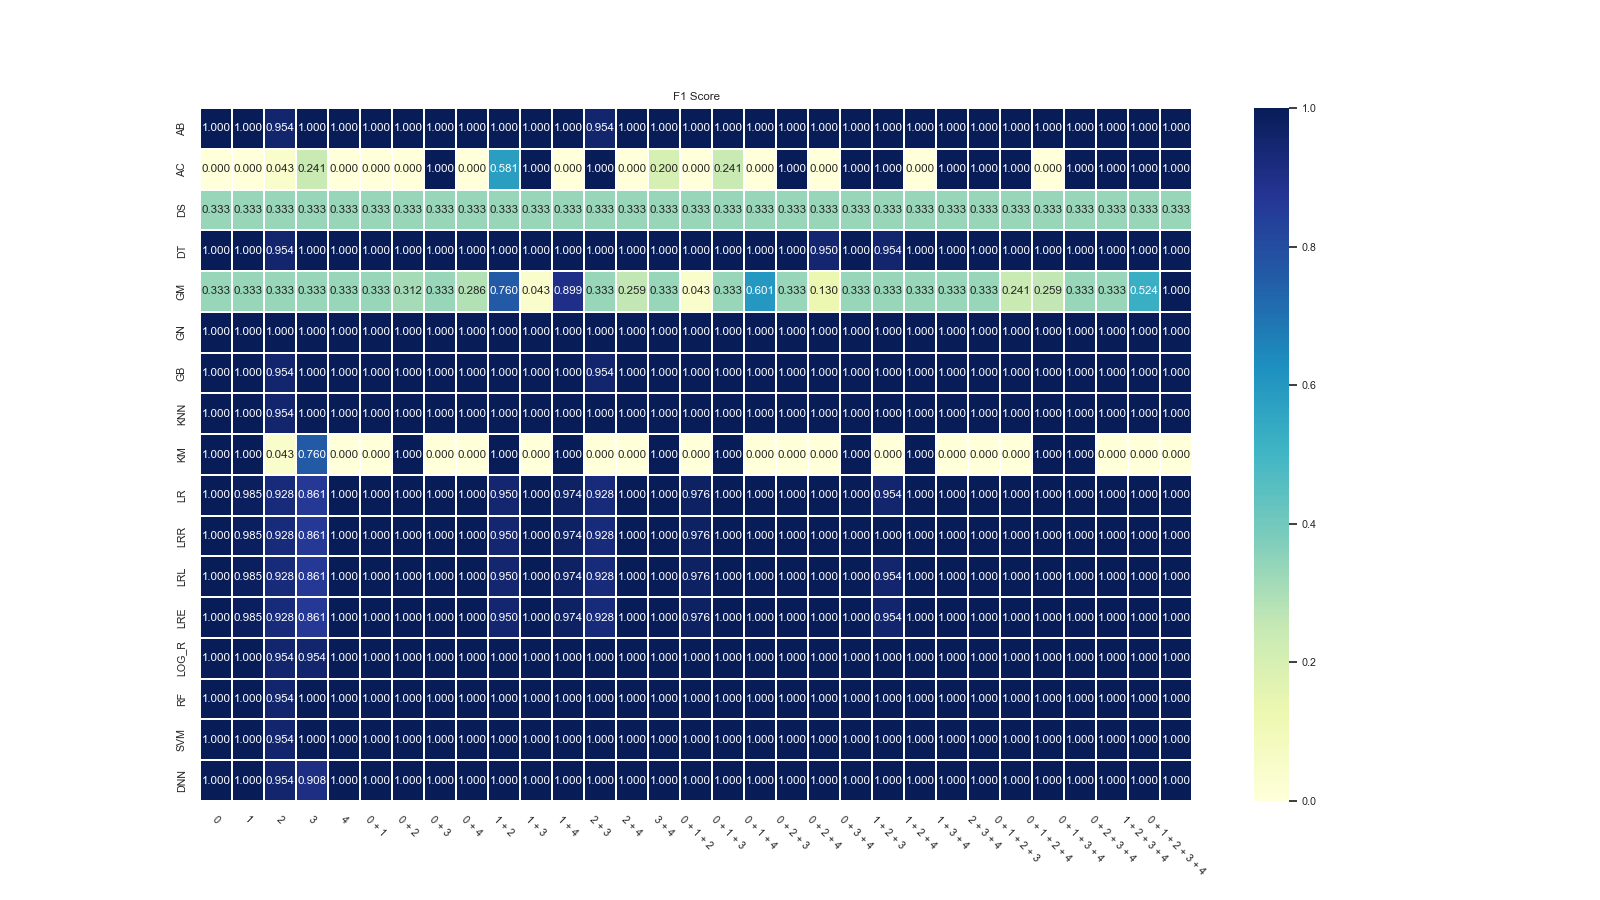 F1 Score
AB 1.000 1.000 0.954 1.000 1.000 1.000 1.000 1.000 1.000 1.000 1.000 1.000 0.954 1.000 1.000 1.000 1.000 1.000 1.000 1.000 1.000 1.000 1.000 1.000 1.000 1.000 1.000 1.000 1.000 1.000 1.000
AC 0.000 0.000 0.043 0.241 0.000 0.000 0.000 1.000 0.000 0.581 1.000 0.000 1.000 0.000 0.200 0.000 0.241 0.000 1.000 0.000 1.000 1.000 0.000 1.000 1.000 1.000 0.000 1.000 1.000 1.000 1.000
DS 0.333 0.333 0.333 0.333 0.333 0.333 0.333 0.333 0.333 0.333 0.333 0.333 0.333 0.333 0.333 0.333 0.333 0.333 0.333 0.333 0.333 0.333 0.333 0.333 0.333 0.333 0.333 0.333 0.333 0.333 0.333
DT 1.000 1.000 0.954 1.000 1.000 1.000 1.000 1.000 1.000 1.000 1.000 1.000 1.000 1.000 1.000 1.000 1.000 1.000 1.000 0.950 1.000 0.954 1.000 1.000 1.000 1.000 1.000 1.000 1.000 1.000 1.000
GM 0.333 0.333 0.333 0.333 0.333 0.333 0.312 0.333 0.286 0.760 0.043 0.899 0.333 0.259 0.333 0.043 0.333 0.601 0.333 0.130 0.333 0.333 0.333 0.333 0.333 0.241 0.259 0.333 0.333 0.524 1.000
GN 1.000 1.000 1.000 1.000 1.000 1.000 1.000 1.000 1.000 1.000 1.000 1.000 1.000 1.000 1.000 1.000 1.000 1.000 1.000 1.000 1.000 1.000 1.000 1.000 1.000 1.000 1.000 1.000 1.000 1.000 1.000
GB 1.000 1.000 0.954 1.000 1.000 1.000 1.000 1.000 1.000 1.000 1.000 1.000 0.954 1.000 1.000 1.000 1.000 1.000 1.000 1.000 1.000 1.000 1.000 1.000 1.000 1.000 1.000 1.000 1.000 1.000 1.000
KNN 1.000 1.000 0.954 1.000 1.000 1.000 1.000 1.000 1.000 1.000 1.000 1.000 1.000 1.000 1.000 1.000 1.000 1.000 1.000 1.000 1.000 1.000 1.000 1.000 1.000 1.000 1.000 1.000 1.000 1.000 1.000
KM 1.000 1.000 0.043 0.760 0.000 0.000 1.000 0.000 0.000 1.000 0.000 1.000 0.000 0.000 1.000 0.000 1.000 0.000 0.000 0.000 1.000 0.000 1.000 0.000 0.000 0.000 1.000 1.000 0.000 0.000 0.000
LR 1.000 0.985 0.928 0.861 1.000 1.000 1.000 1.000 1.000 0.950 1.000 0.974 0.928 1.000 1.000 0.976 1.000 1.000 1.000 1.000 1.000 0.954 1.000 1.000 1.000 1.000 1.000 1.000 1.000 1.000 1.000
LRR 1.000 0.985 0.928 0.861 1.000 1.000 1.000 1.000 1.000 0.950 1.000 0.974 0.928 1.000 1.000 0.976 1.000 1.000 1.000 1.000 1.000 1.000 1.000 1.000 1.000 1.000 1.000 1.000 1.000 1.000 1.000
LRL 1.000 0.985 0.928 0.861 1.000 1.000 1.000 1.000 1.000 0.950 1.000 0.974 0.928 1.000 1.000 0.976 1.000 1.000 1.000 1.000 1.000 0.954 1.000 1.000 1.000 1.000 1.000 1.000 1.000 1.000 1.000
LRE 1.000 0.985 0.928 0.861 1.000 1.000 1.000 1.000 1.000 0.950 1.000 0.974 0.928 1.000 1.000 0.976 1.000 1.000 1.000 1.000 1.000 0.954 1.000 1.000 1.000 1.000 1.000 1.000 1.000 1.000 1.000
LOG_R 1.000 1.000 0.954 0.954 1.000 1.000 1.000 1.000 1.000 1.000 1.000 1.000 1.000 1.000 1.000 1.000 1.000 1.000 1.000 1.000 1.000 1.000 1.000 1.000 1.000 1.000 1.000 1.000 1.000 1.000 1.000
RF 1.000 1.000 0.954 1.000 1.000 1.000 1.000 1.000 1.000 1.000 1.000 1.000 1.000 1.000 1.000 1.000 1.000 1.000 1.000 1.000 1.000 1.000 1.000 1.000 1.000 1.000 1.000 1.000 1.000 1.000 1.000
SVM 1.000 1.000 0.954 1.000 1.000 1.000 1.000 1.000 1.000 1.000 1.000 1.000 1.000 1.000 1.000 1.000 1.000 1.000 1.000 1.000 1.000 1.000 1.000 1.000 1.000 1.000 1.000 1.000 1.000 1.000 1.000
DNN 1.000 1.000 0.954 0.908 1.000 1.000 1.000 1.000 1.000 1.000 1.000 1.000 1.000 1.000 1.000 1.000 1.000 1.000 1.000 1.000 1.000 1.000 1.000 1.000 1.000 1.000 1.000 1.000 1.000 1.000 1.000
0
1
2
3
4
0 + 1
0 + 2
0 + 3
0 + 4
1 + 2
1 + 3
1 + 4
2 + 3
2 + 4
3 + 4
0 + 1 + 2
0 + 1 + 3
0 + 1 + 4
0 + 2 + 3
0 + 2 + 4
0 + 3 + 4
1 + 2 + 3
1 + 2 + 4
1 + 3 + 4
2 + 3 + 4
0 + 1 + 2 + 3
0 + 1 + 2 + 4
0 + 1 + 3 + 4
0 + 2 + 3 + 4
1 + 2 + 3 + 4
0 + 1 + 2 + 3 + 4
1.0
0.8
0.6
0.4
0.2
0.0